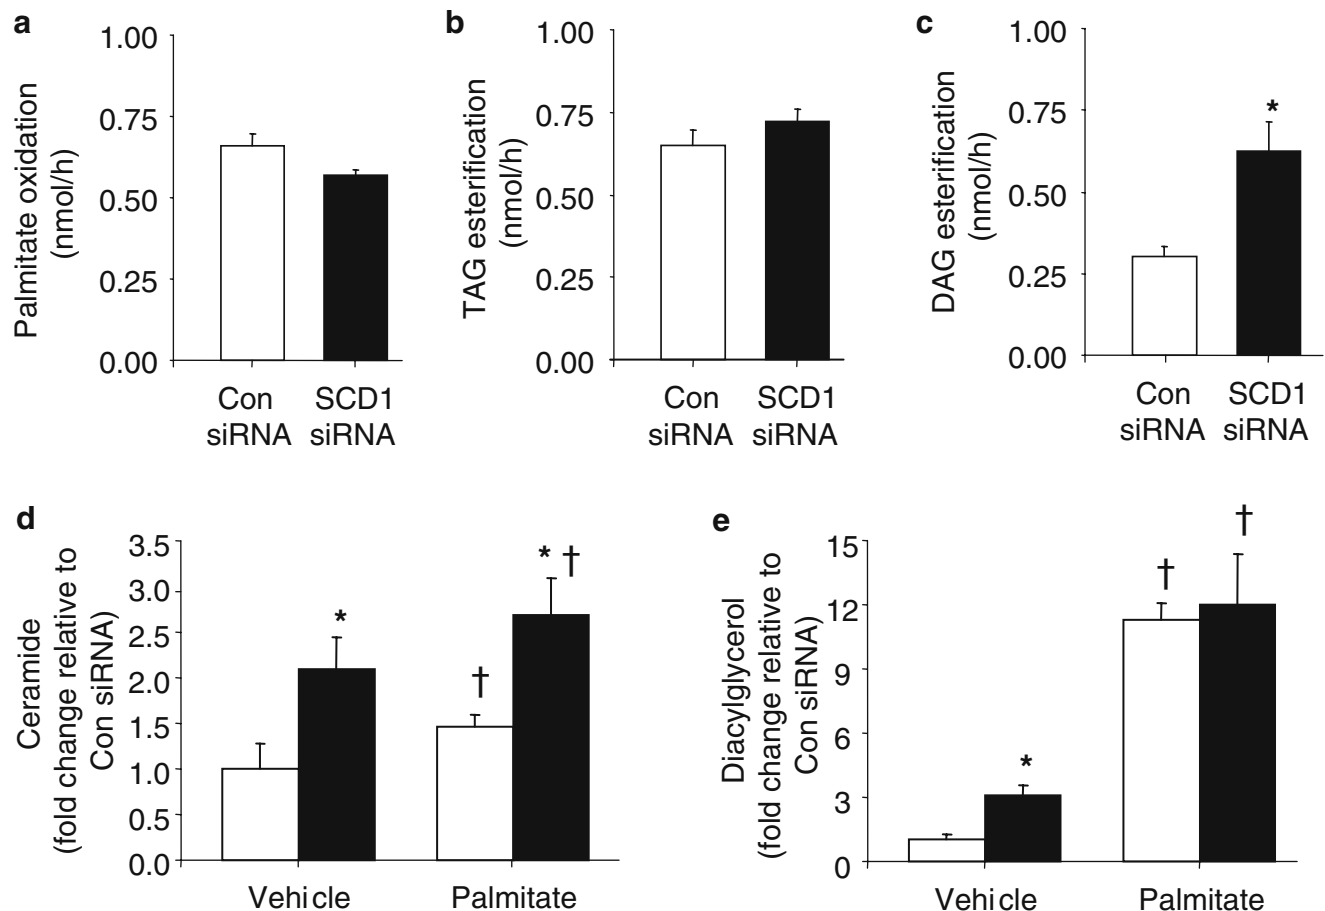 a
Palmitate oxidation
(nmol/h)
1.00
0.75
0.50
0.25
0.00
Con
siRNA
SCD1
siRNA
b
TAG esterification
(nmol/h)
1.00
0.75
0.50
0.25
0.00
Con
siRNA
SCD1
siRNA
c
DAG esterification
(nmol/h)
1.00
0.75
0.50
0.25
0.00
*
Con
siRNA
SCD1
siRNA
d
Ceramide
(fold change relative to
Con siRNA)
3.5
3.0
2.5
2.0
1.5
1.0
0.5
0.0
*
†
* †
Vehicle
Palmitate
e
Diacylglycerol
(fold change relative to
Con siRNA)
15
12
9
6
3
0
*
†
†
Vehicle
Palmitate